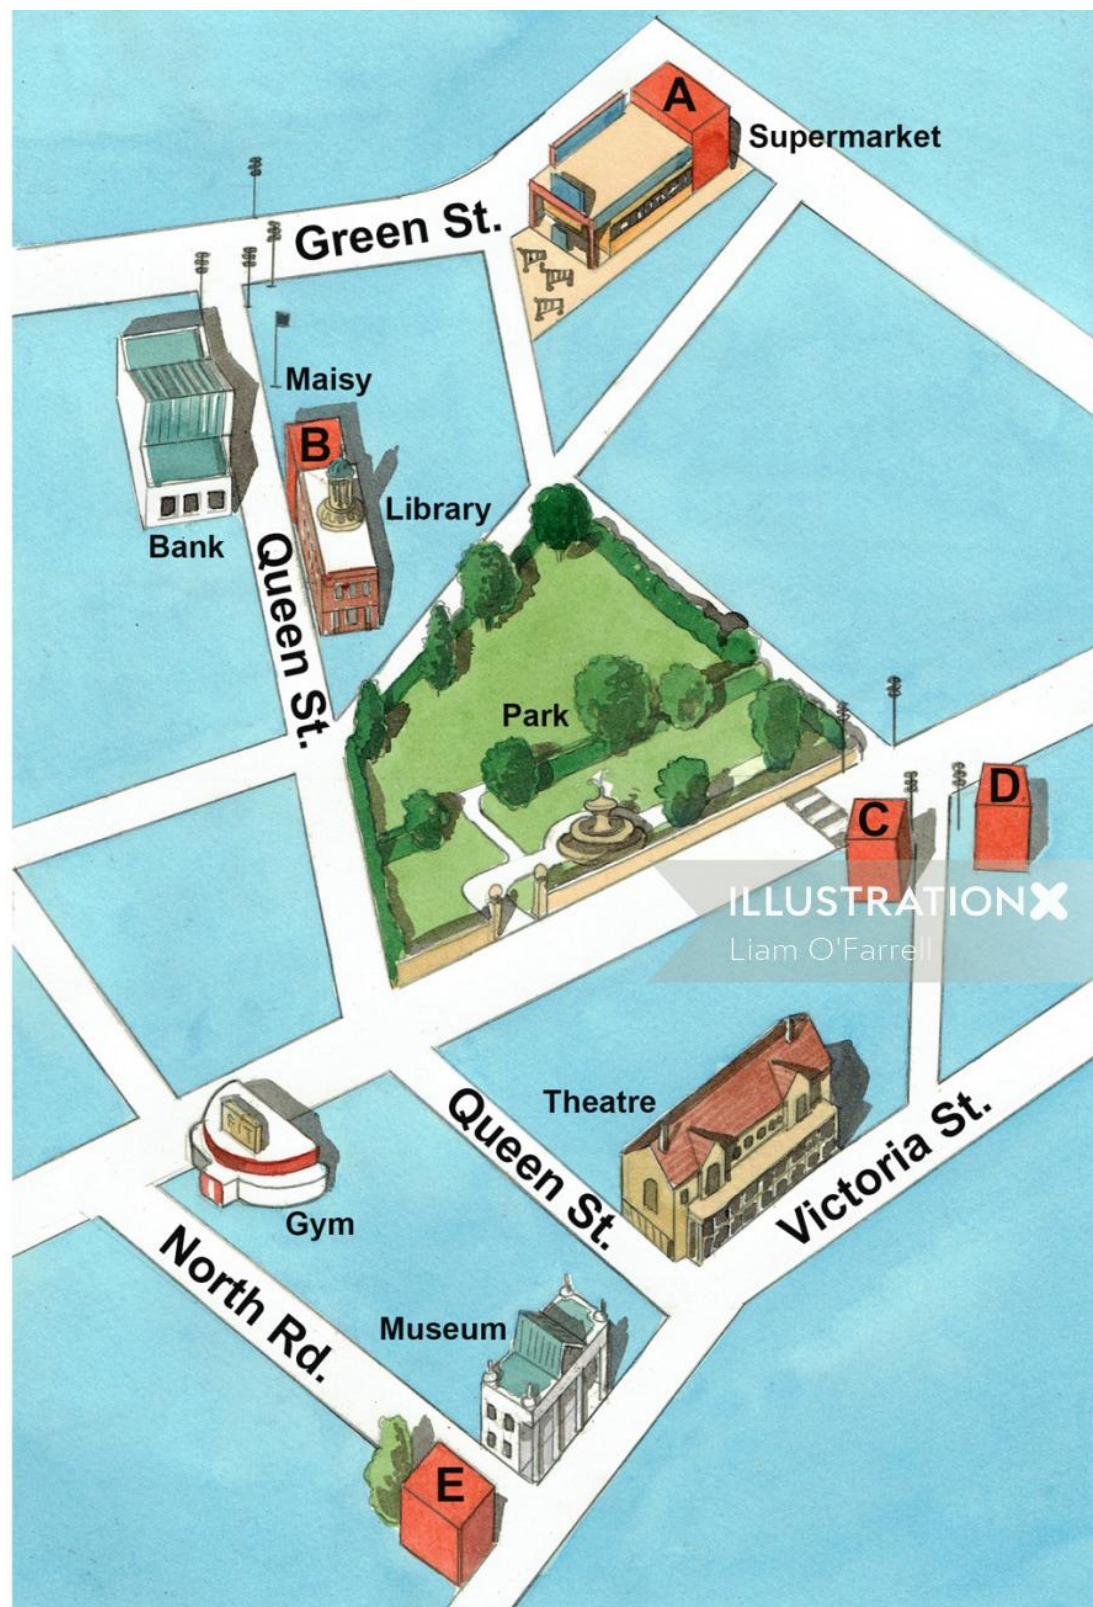 A
Supermarket
Green St.
Maisy
B
Library
Bank
Queen St.
Park
D
C
ILLUSTRATIONX
Liam O'Farrell
Theatre
Queen St.
Victoria St.
FIT
Gym
North Rd.
Museum
E